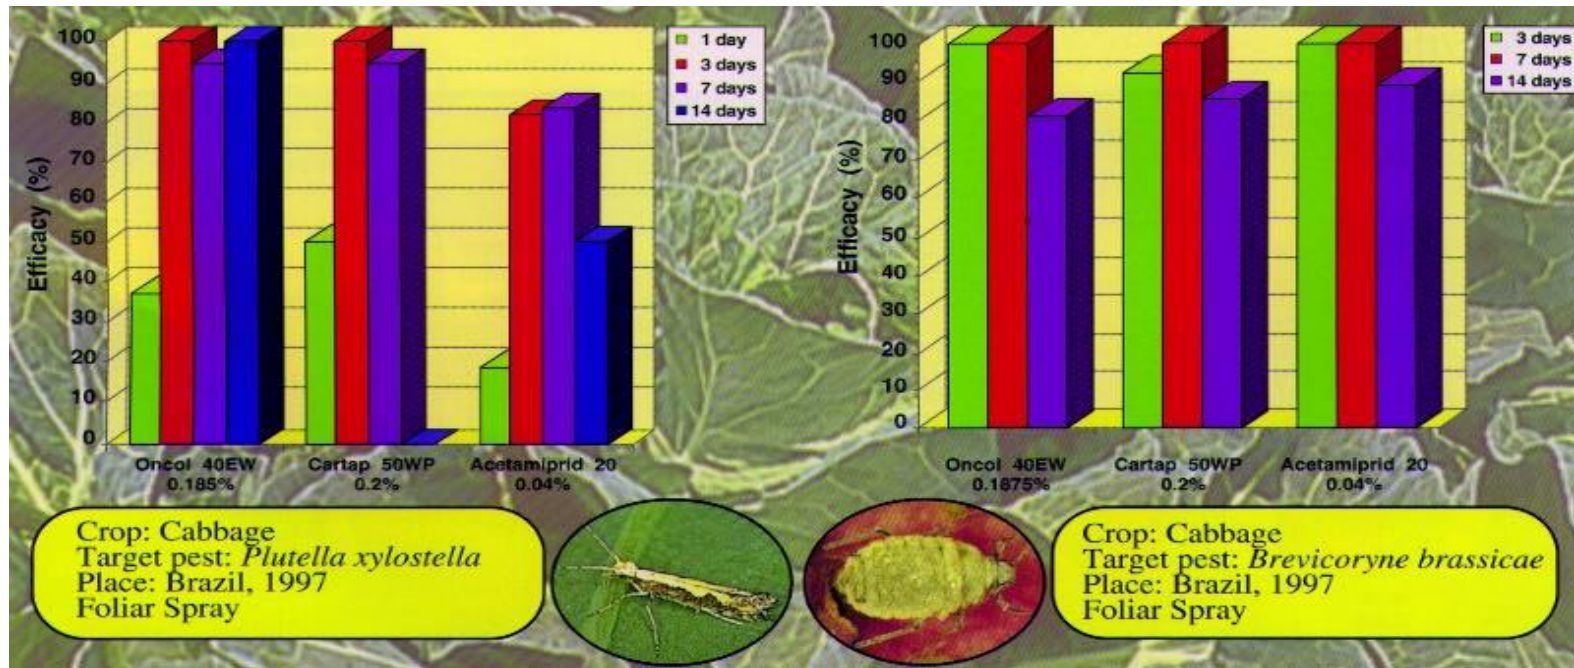 100
90
80
70
60
50
40
30
20
10
0
Efficacy (%)
1 day
3 days
7 days
14 days
Oncol 40EW
0.185%
Cartap 50WP
0.2%
Acetamiprid 20
0.04%
100
90
80
70
60
50
40
30
20
10
0
Efficacy (%)
3 days
7 days
14 days
Oncol 40EW
0.1875%
Cartap 50WP
0.2%
Acetamiprid 20
0.04%
Crop: Cabbage
Target pest: Plutella xylostella
Place: Brazil, 1997
Foliar Spray
Crop: Cabbage
Target pest: Brevicoryne brassicae
Place: Brazil, 1997
Foliar Spray